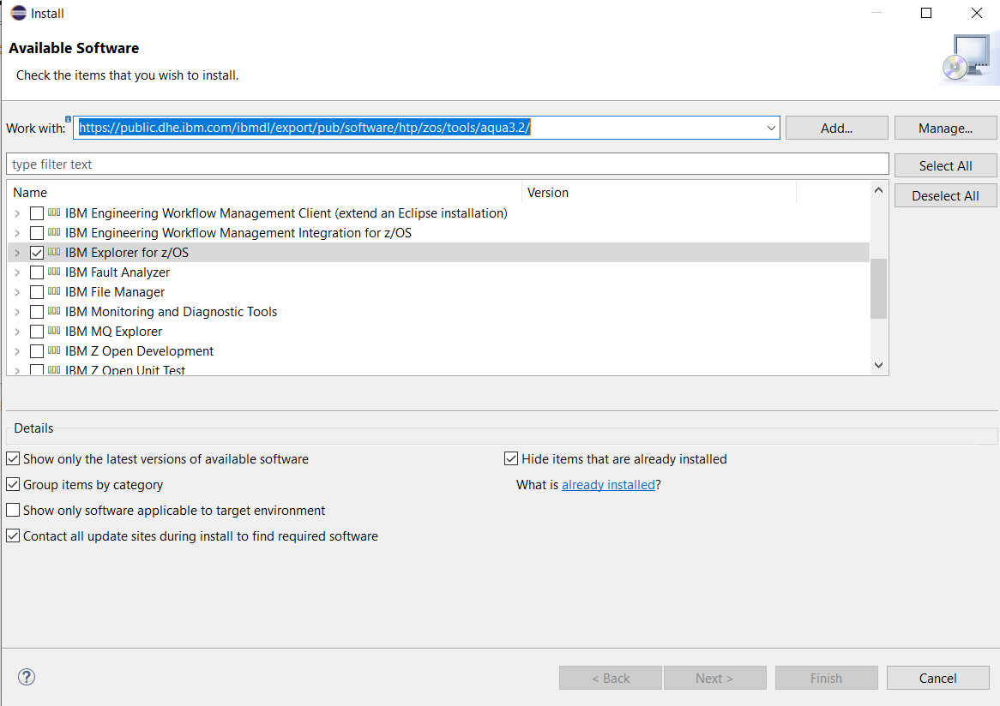 Install
Available Software
Check the items that you wish to install.
Work with: https://public.dhe.ibm.com/ibmdl/export/pub/software/htp/zos/tools/aqua3.2/ Add... Manage...
type filter text Select All
Name Version Deselect All
IBM Engineering Workflow Management Client (extend an Eclipse installation)
IBM Engineering Workflow Management Integration for z/OS
IBM Explorer for z/OS
IBM Fault Analyzer
IBM File Manager
IBM Monitoring and Diagnostic Tools
IBM MQ Explorer
IBM Z Open Development
IBM Z Open Unit Test
Details
Show only the latest versions of available software Hide items that are already installed
Group items by category What is already installed?
Show only software applicable to target environment
Contact all update sites during install to find required software
? < Back Next > Finish Cancel